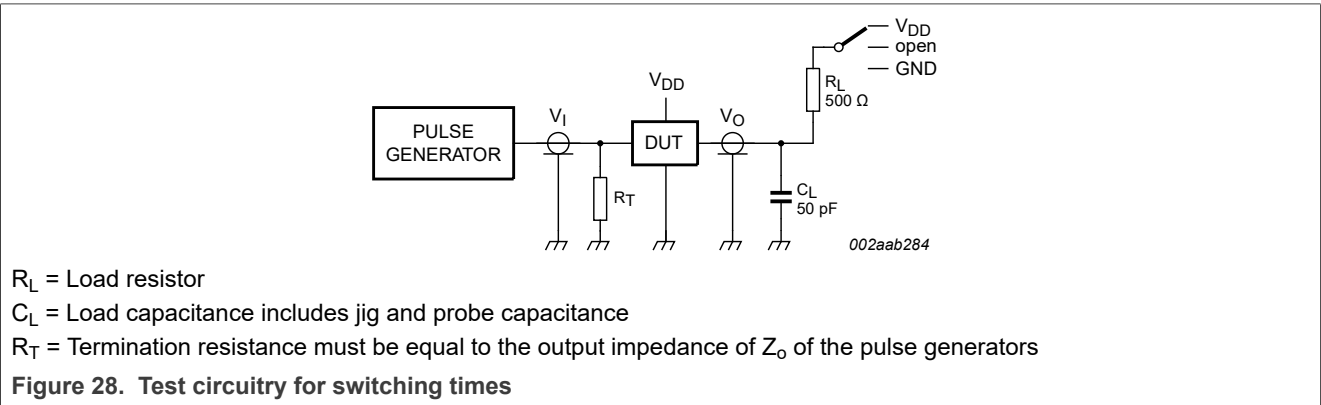 VDD
open
GND
RL
500 Ω
VDD
VI
VO
PULSE
GENERATOR
DUT
RT
CL
50 pF
002aab284
RL = Load resistor
CL = Load capacitance includes jig and probe capacitance
RT = Termination resistance must be equal to the output impedance of Zo of the pulse generators
Figure 28. Test circuitry for switching times